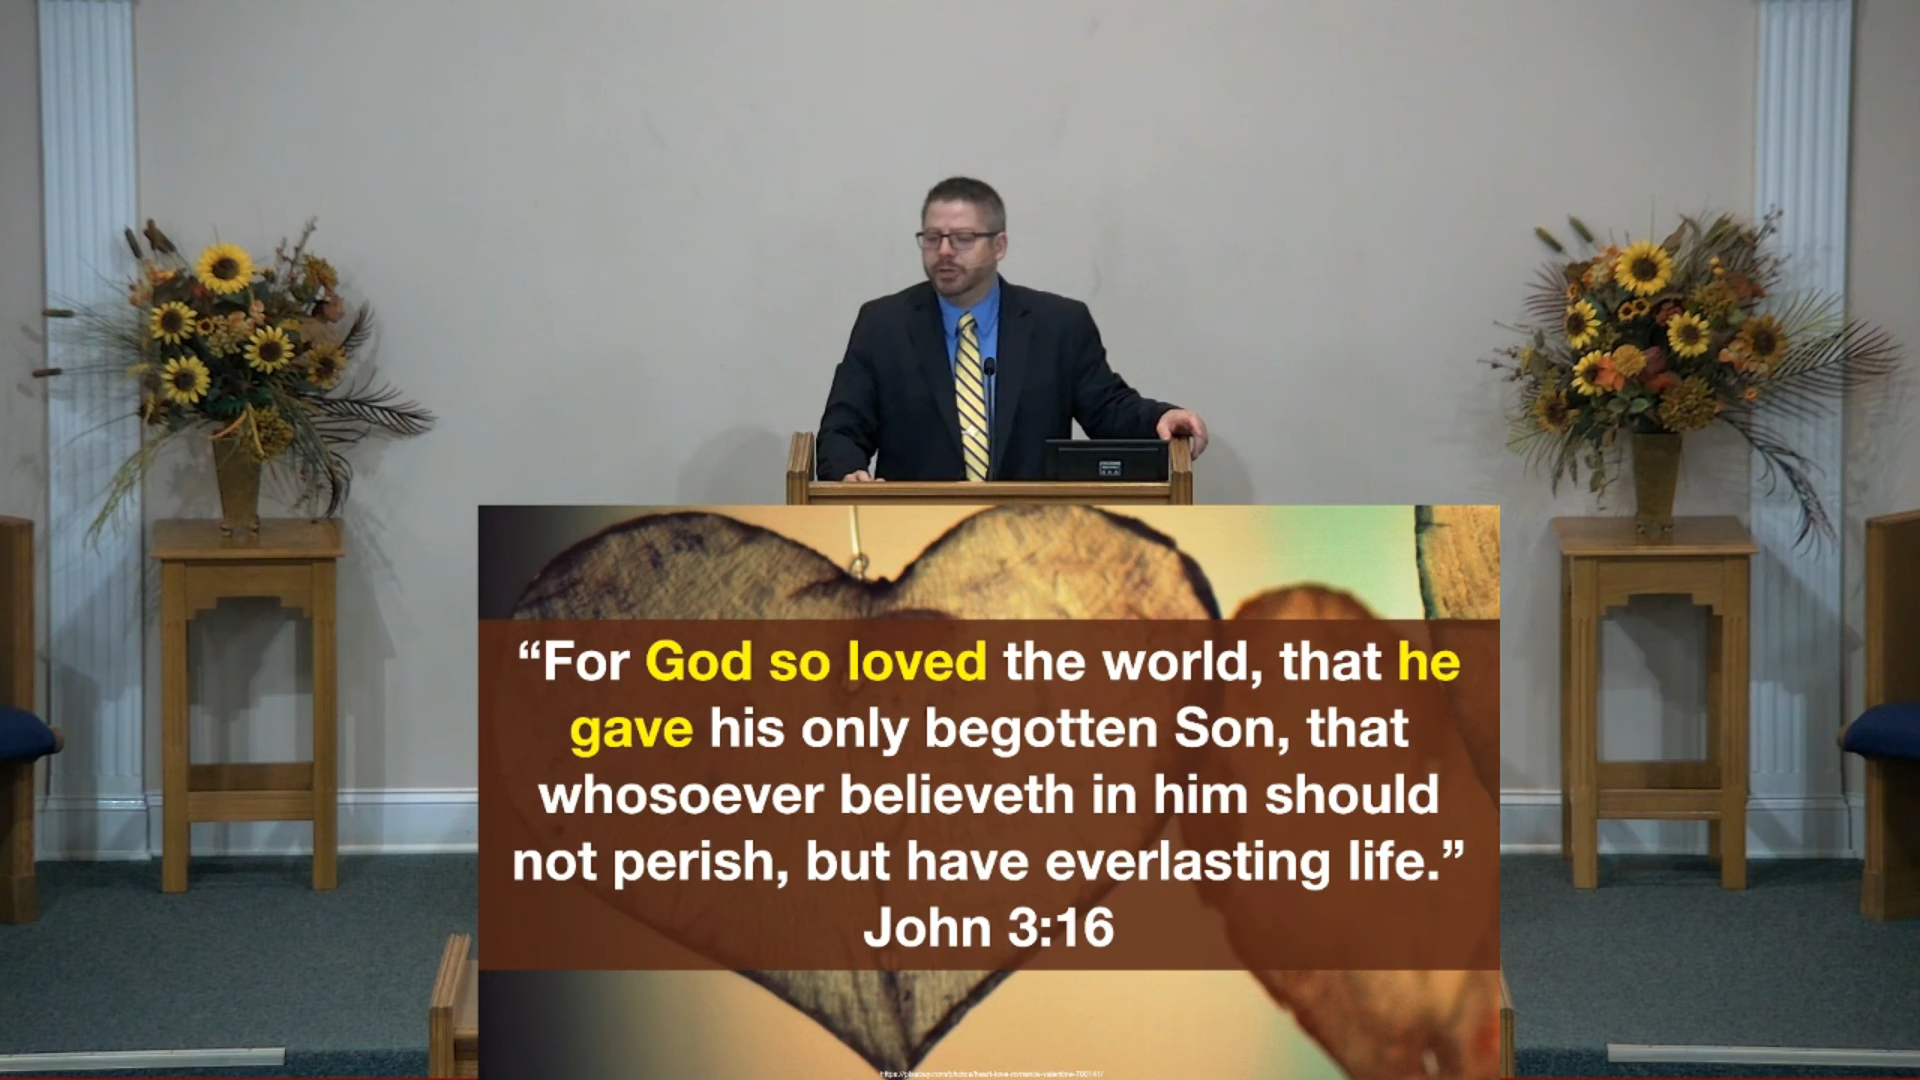 “For God so loved the world, that he
gave his only begotten Son, that
whosoever believeth in him should
not perish, but have everlasting life.”
John 3:16